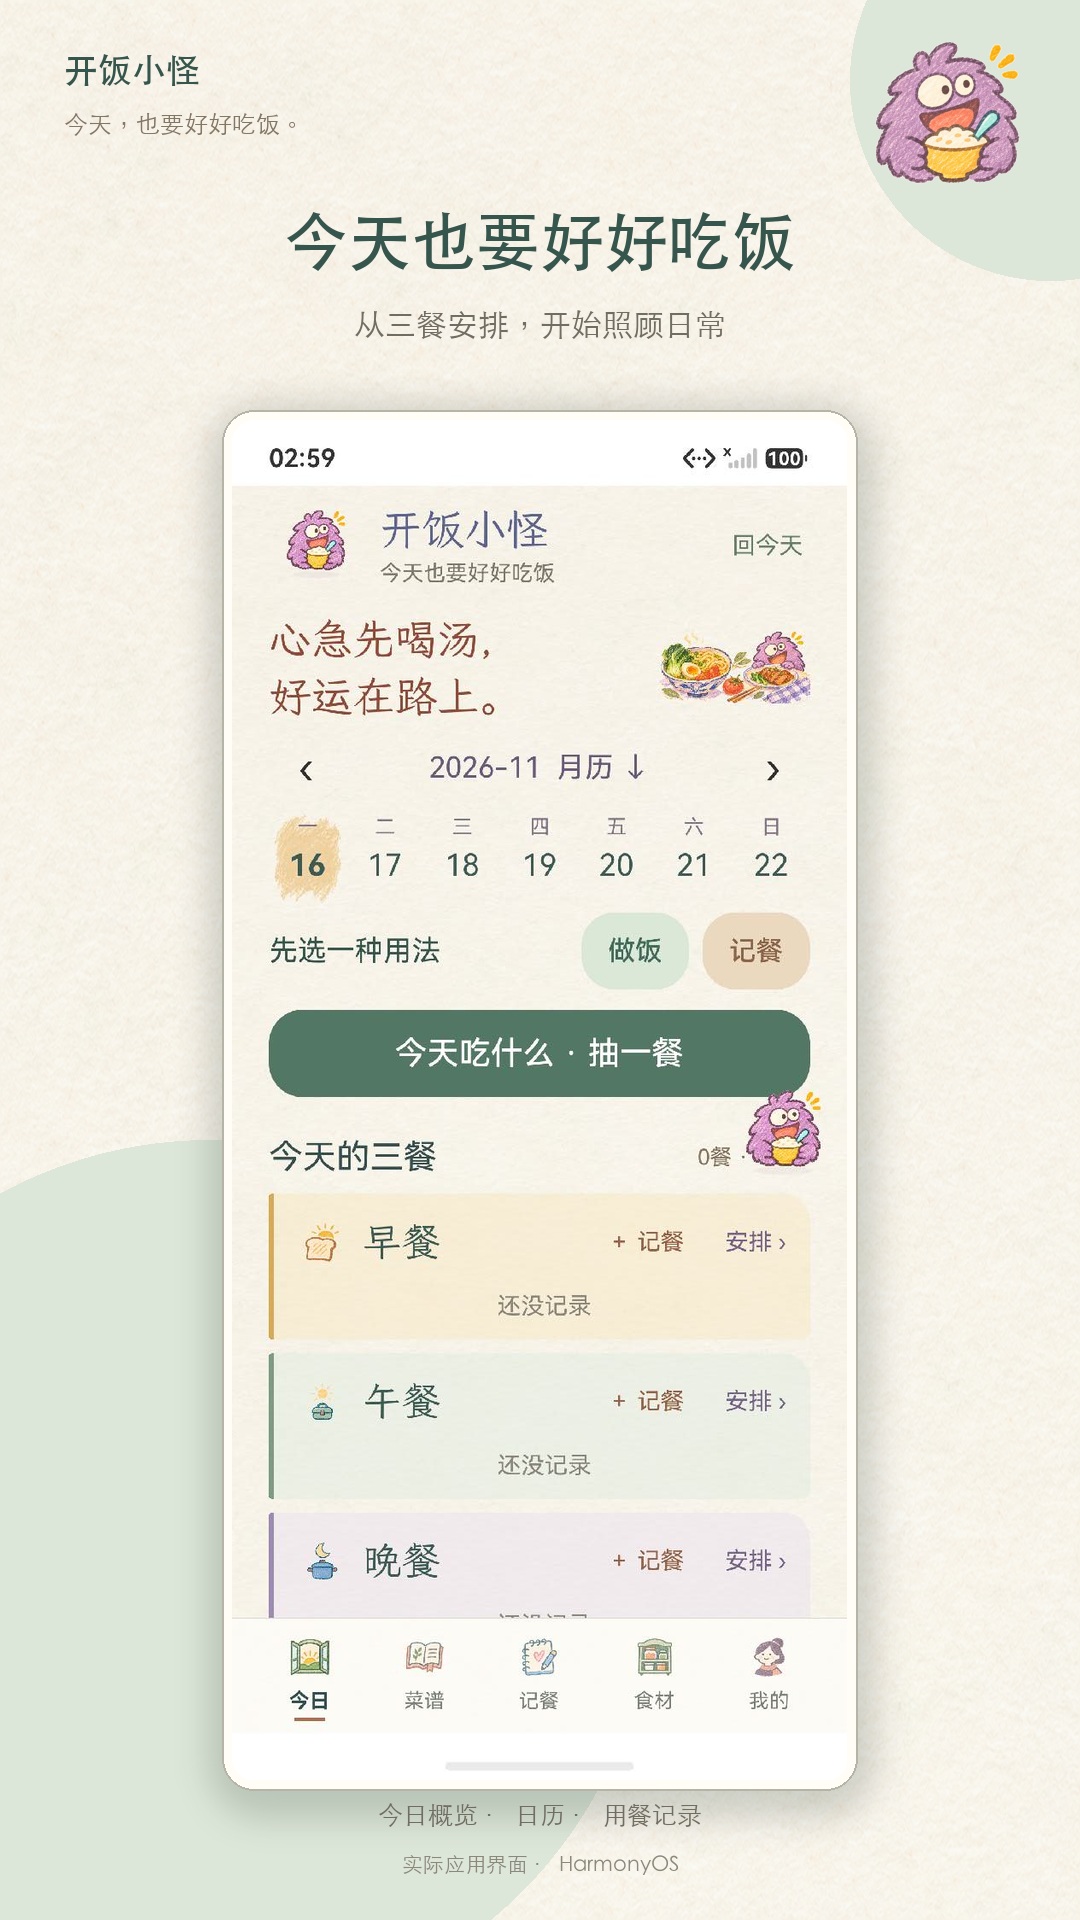 开饭小怪
今天，也要好好吃饭。
今天也要好好吃饭
从三餐安排，开始照顾日常
02:59
100
开饭小怪
今天也要好好吃饭
回今天
心急先喝汤，
好运在路上。
‹ 2026-11 月历 ↓ ›
一 二 三 四 五 六 日
16 17 18 19 20 21 22
先选一种用法 做饭 记餐
今天吃什么 · 抽一餐
今天的三餐 0餐 ·
早餐 + 记餐 安排 ›
还没记录
午餐 + 记餐 安排 ›
还没记录
晚餐 + 记餐 安排 ›
今日 菜谱 记餐 食材 我的
今日概览 · 日历 · 用餐记录
实际应用界面 · HarmonyOS